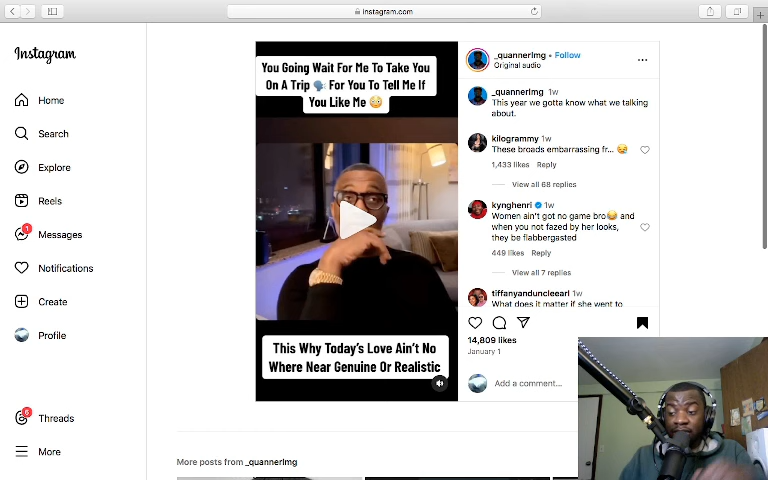 instagram.com
Instagram
Home
Search
Explore
Reels
1
Messages
Notifications
Create
Profile
6
Threads
More
You Going Wait For Me To Take You
On A Trip 🗣 For You To Tell Me If
You Like Me 😳
This Why Today's Love Ain't No
Where Near Genuine Or Realistic
_quannerlmg • Follow
Original audio
_quannerlmg 1w
This year we gotta know what we talking
about.
kilogrammy 1w
These broads embarrassing fr... 😪
1,433 likes Reply
View all 68 replies
kynghenri 1w
Women ain't got no game bro😂 and
when you not fazed by her looks,
they be flabbergasted
449 likes Reply
View all 7 replies
tiffyanyanduncleearl 1w
What does it matter if she went to
14,809 likes
January 1
Add a comment...
More posts from _quannerlmg